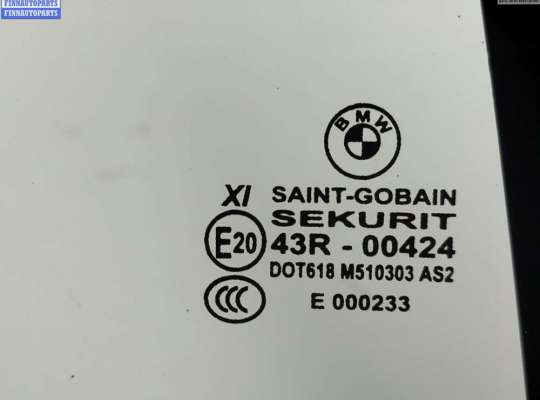 FINNAUTOPARTS
FINNAUTOPARTS
BMW
XI SAINT-GOBAIN
SEKURIT
E20 43R - 00424
DOT618 M510303 AS2
CCC E 000233